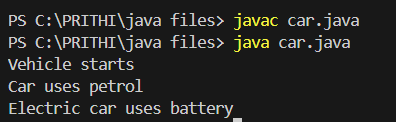 PS C:\PRITHI\java files> javac car.java
PS C:\PRITHI\java files> java car.java
Vehicle starts
Car uses petrol
Electric car uses battery